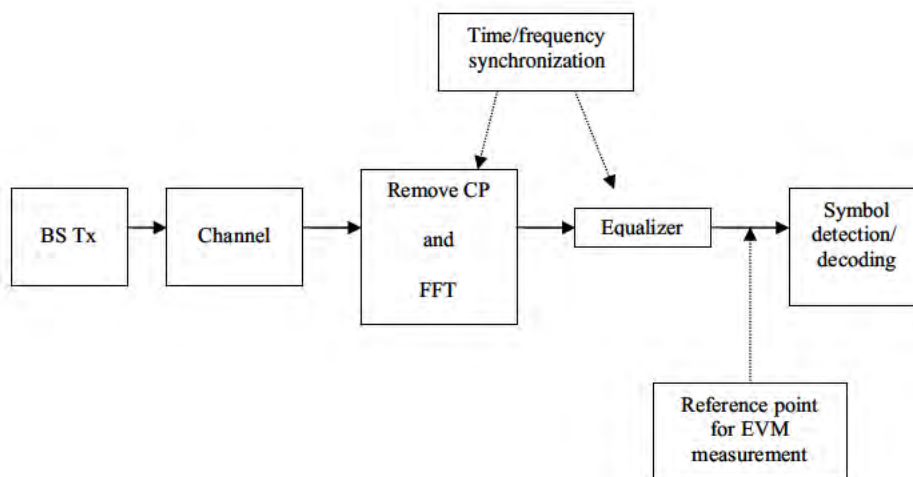 Time/frequency
synchronization
BS Tx
Channel
Remove CP
and
FFT
Equalizer
Symbol
detection/
decoding
Reference point
for EVM
measurement